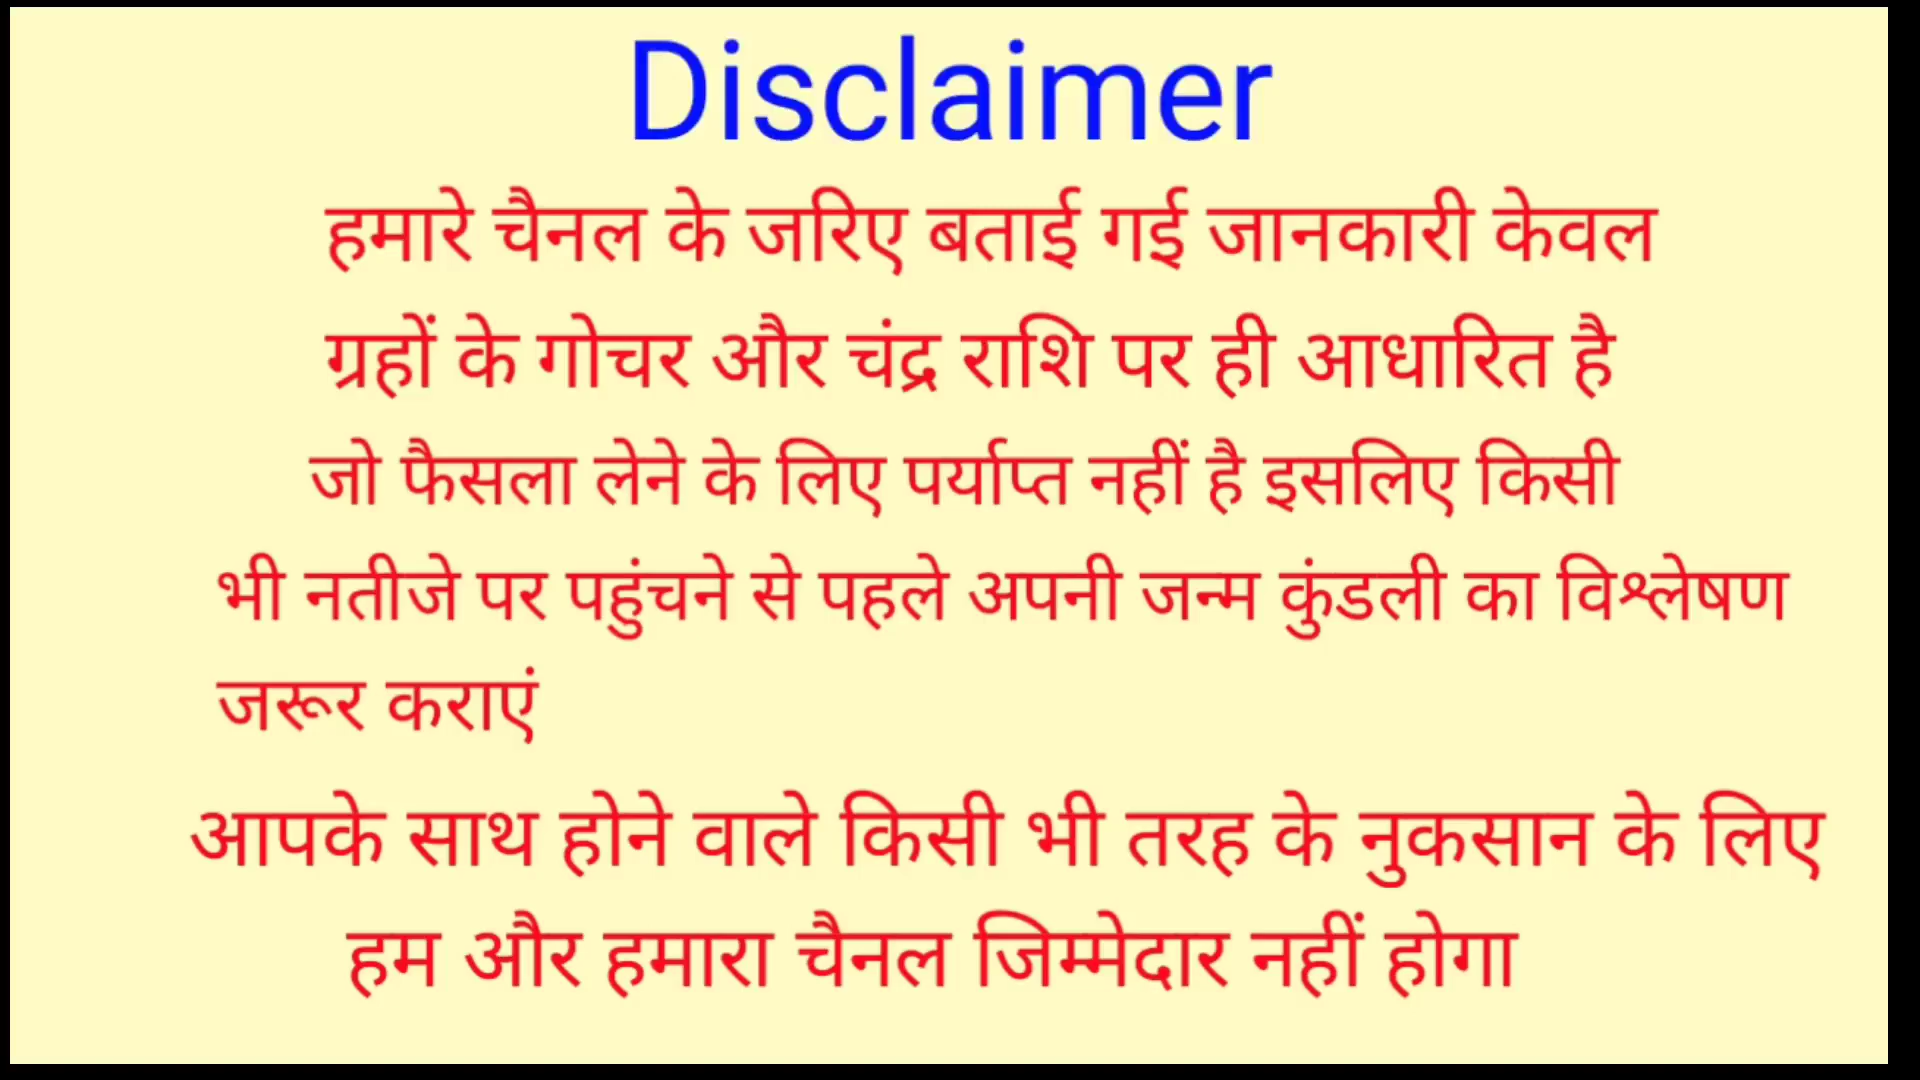 Disclaimer
हमारे चैनल के जरिए बताई गई जानकारी केवल
ग्रहों के गोचर और चंद्र राशि पर ही आधारित है
जो फैसला लेने के लिए पर्याप्त नहीं है इसलिए किसी
भी नतीजे पर पहुंचने से पहले अपनी जन्म कुंडली का विश्लेषण
जरूर कराएं
आपके साथ होने वाले किसी भी तरह के नुकसान के लिए
हम और हमारा चैनल जिम्मेदार नहीं होगा